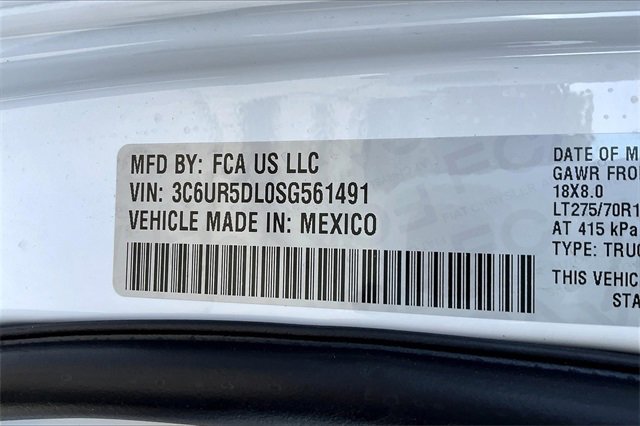 MFD BY: FCA US LLC
VIN: 3C6UR5DL0SG561491
VEHICLE MADE IN: MEXICO
DATE OF M
GAWR FRO
18X8.0
LT275/70R1
AT 415 kPa
TYPE: TRUC
THIS VEHIC
STA